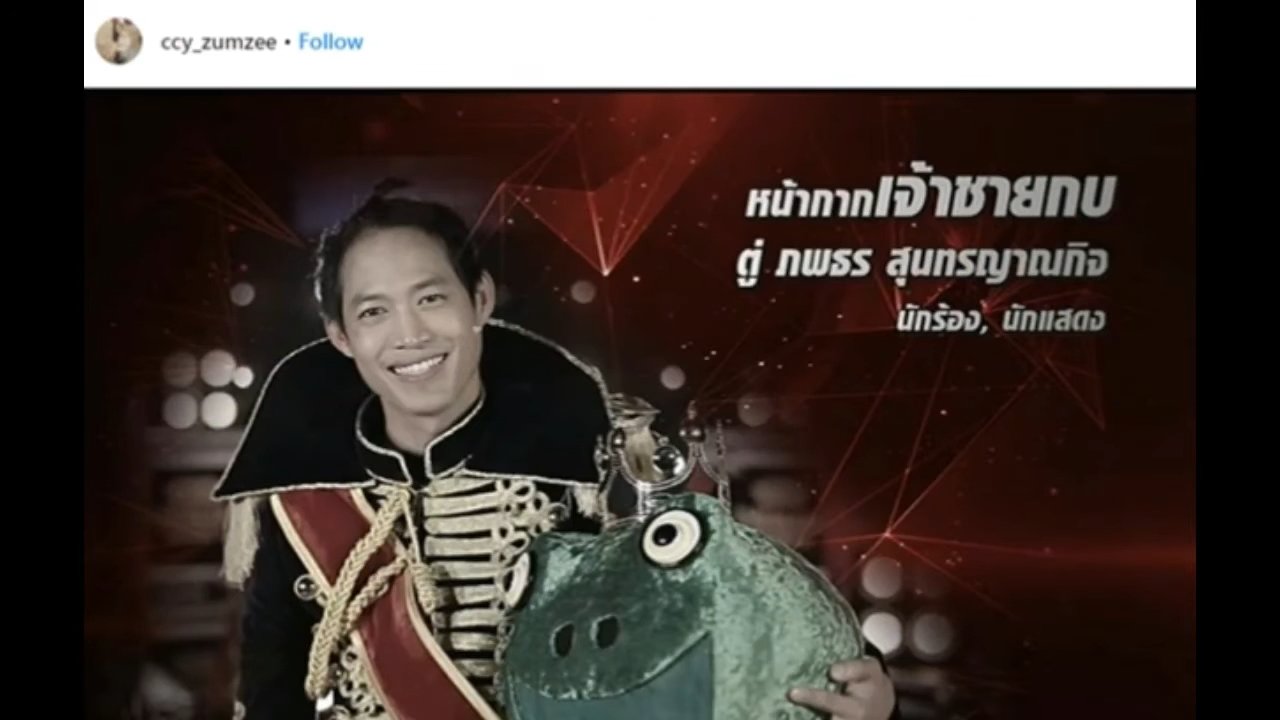 ccy_zumzee • Follow
หน้ากากเจ้าชายกบ
ตู่ ภพธร สุนทรญาณกิจ
นักร้อง, นักแสดง